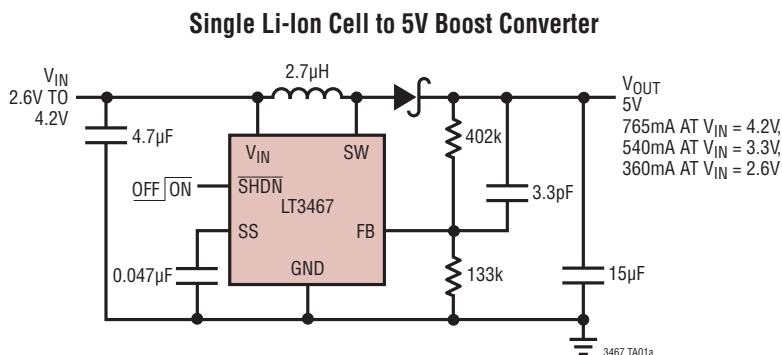 Single Li-Ion Cell to 5V Boost Converter
VIN
2.6V TO
4.2V
4.7µF
2.7µH
VIN
SW
OFF ON
SHDN
LT3467
SS
FB
GND
0.047µF
402k
133k
3.3pF
15µF
VOUT
5V
765mA AT VIN = 4.2V,
540mA AT VIN = 3.3V,
360mA AT VIN = 2.6V
3467 TA01a